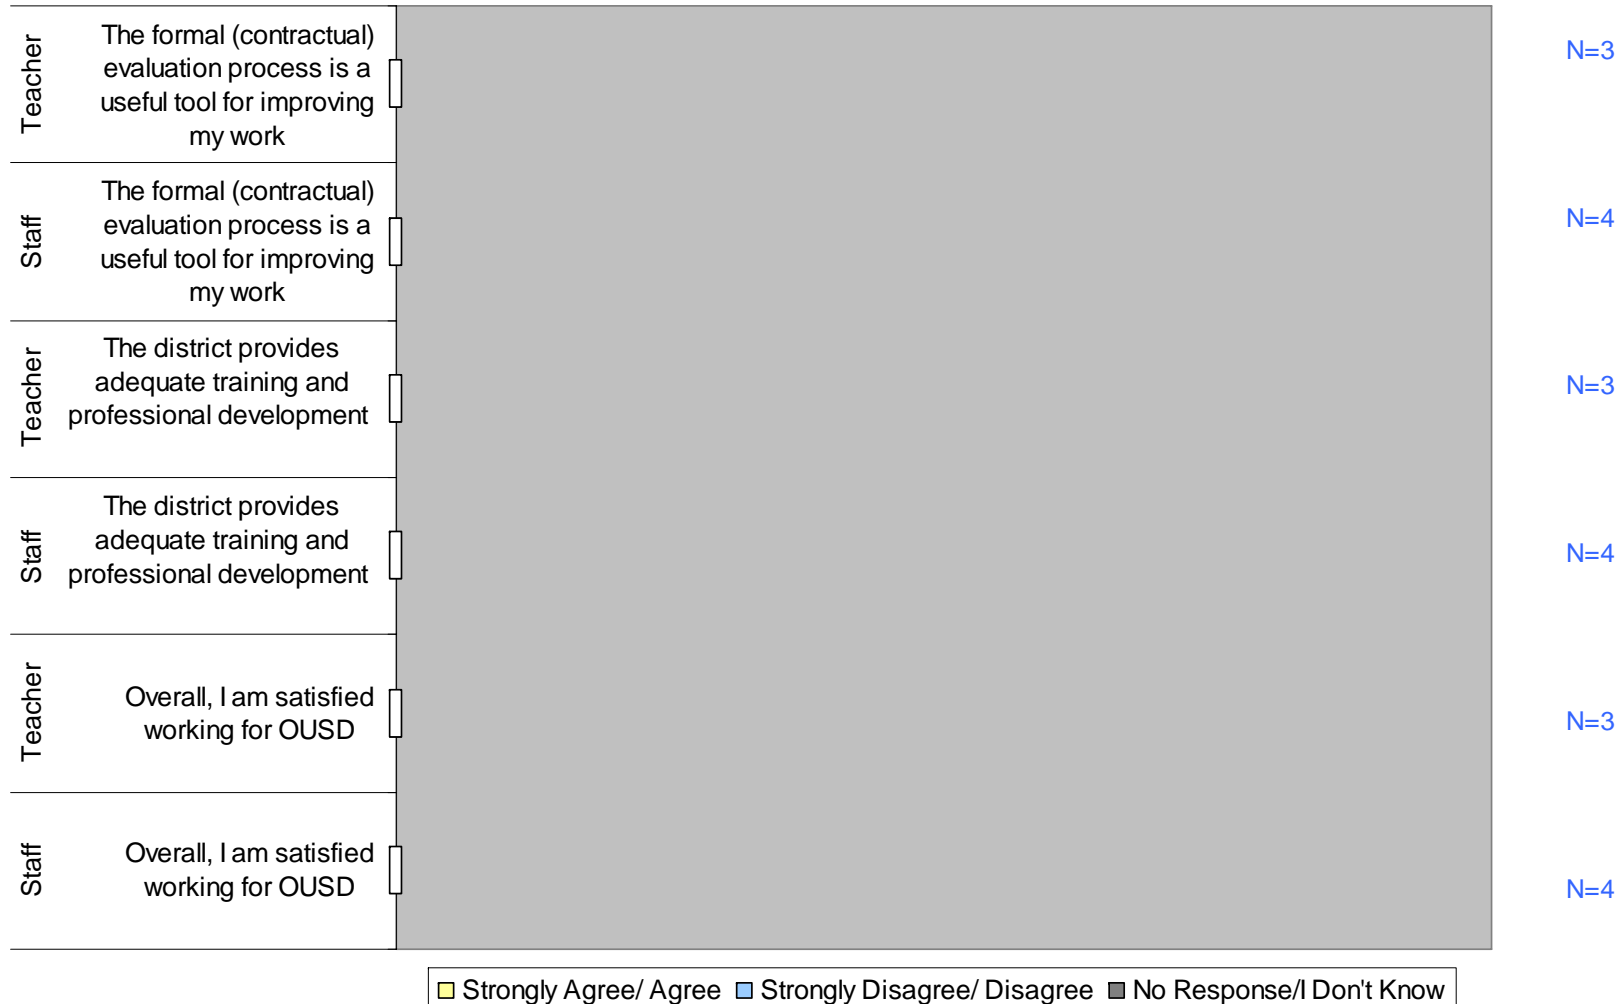 Teacher
The formal (contractual)
evaluation process is a
useful tool for improving
my work
N=3
Staff
The formal (contractual)
evaluation process is a
useful tool for improving
my work
N=4
Teacher
The district provides
adequate training and
professional development
N=3
Staff
The district provides
adequate training and
professional development
N=4
Teacher
Overall, I am satisfied
working for OUSD
N=3
Staff
Overall, I am satisfied
working for OUSD
N=4
Strongly Agree/ Agree Strongly Disagree/ Disagree No Response/I Don't Know